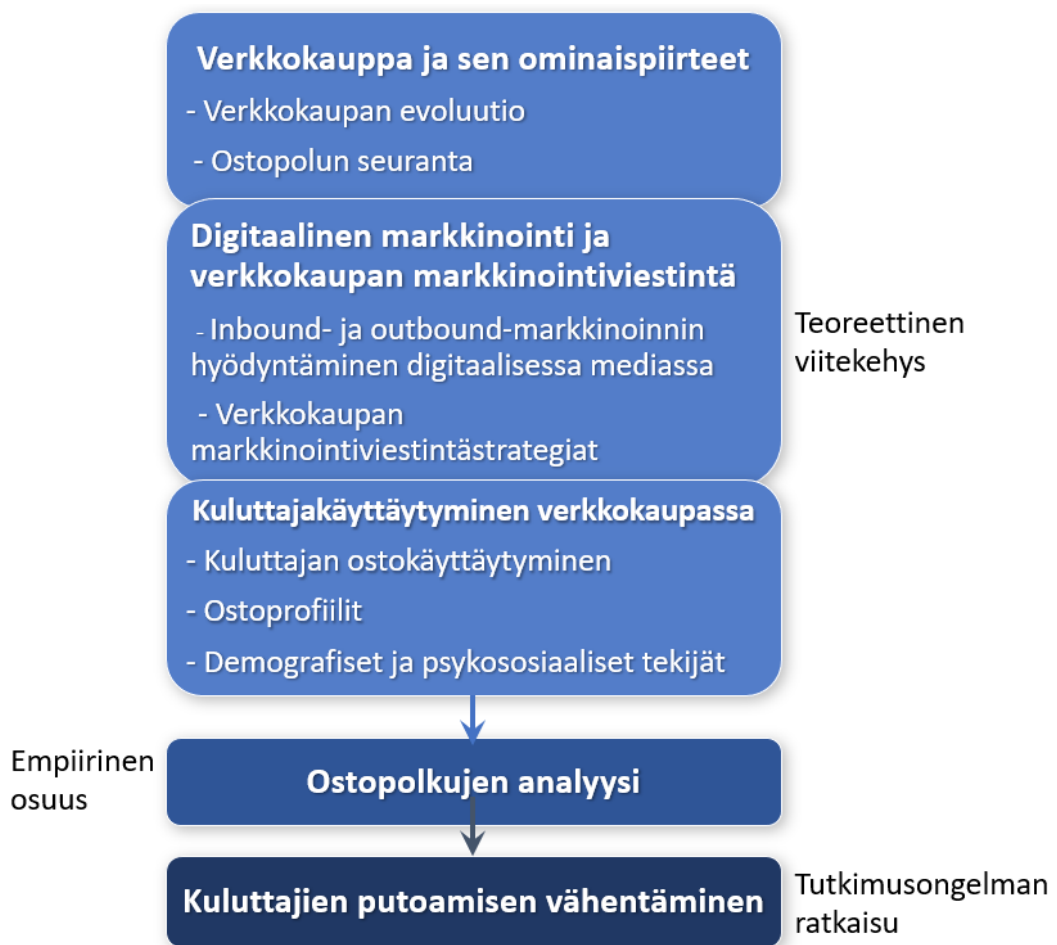 Verkkokauppa ja sen ominaispiirteet
- Verkkokaupan evoluutio
- Ostopolun seuranta
Digitaalinen markkinointi ja
verkkokaupan markkinointiviestintä
- Inbound- ja outbound-markkinoinnin
hyödyntäminen digitaalisessa mediassa
- Verkkokaupan
markkinointiviestintästrategiat
Teoreettinen
viitekehys
Kuluttajakäyttäytyminen verkkokaupassa
- Kuluttajan ostokäyttäytyminen
- Ostoprofiilit
- Demografiset ja psykososiaaliset tekijät
Empiirinen
osuus
Ostopolkujen analyysi
Kuluttajien putoamisen vähentäminen
Tutkimusongelman
ratkaisu